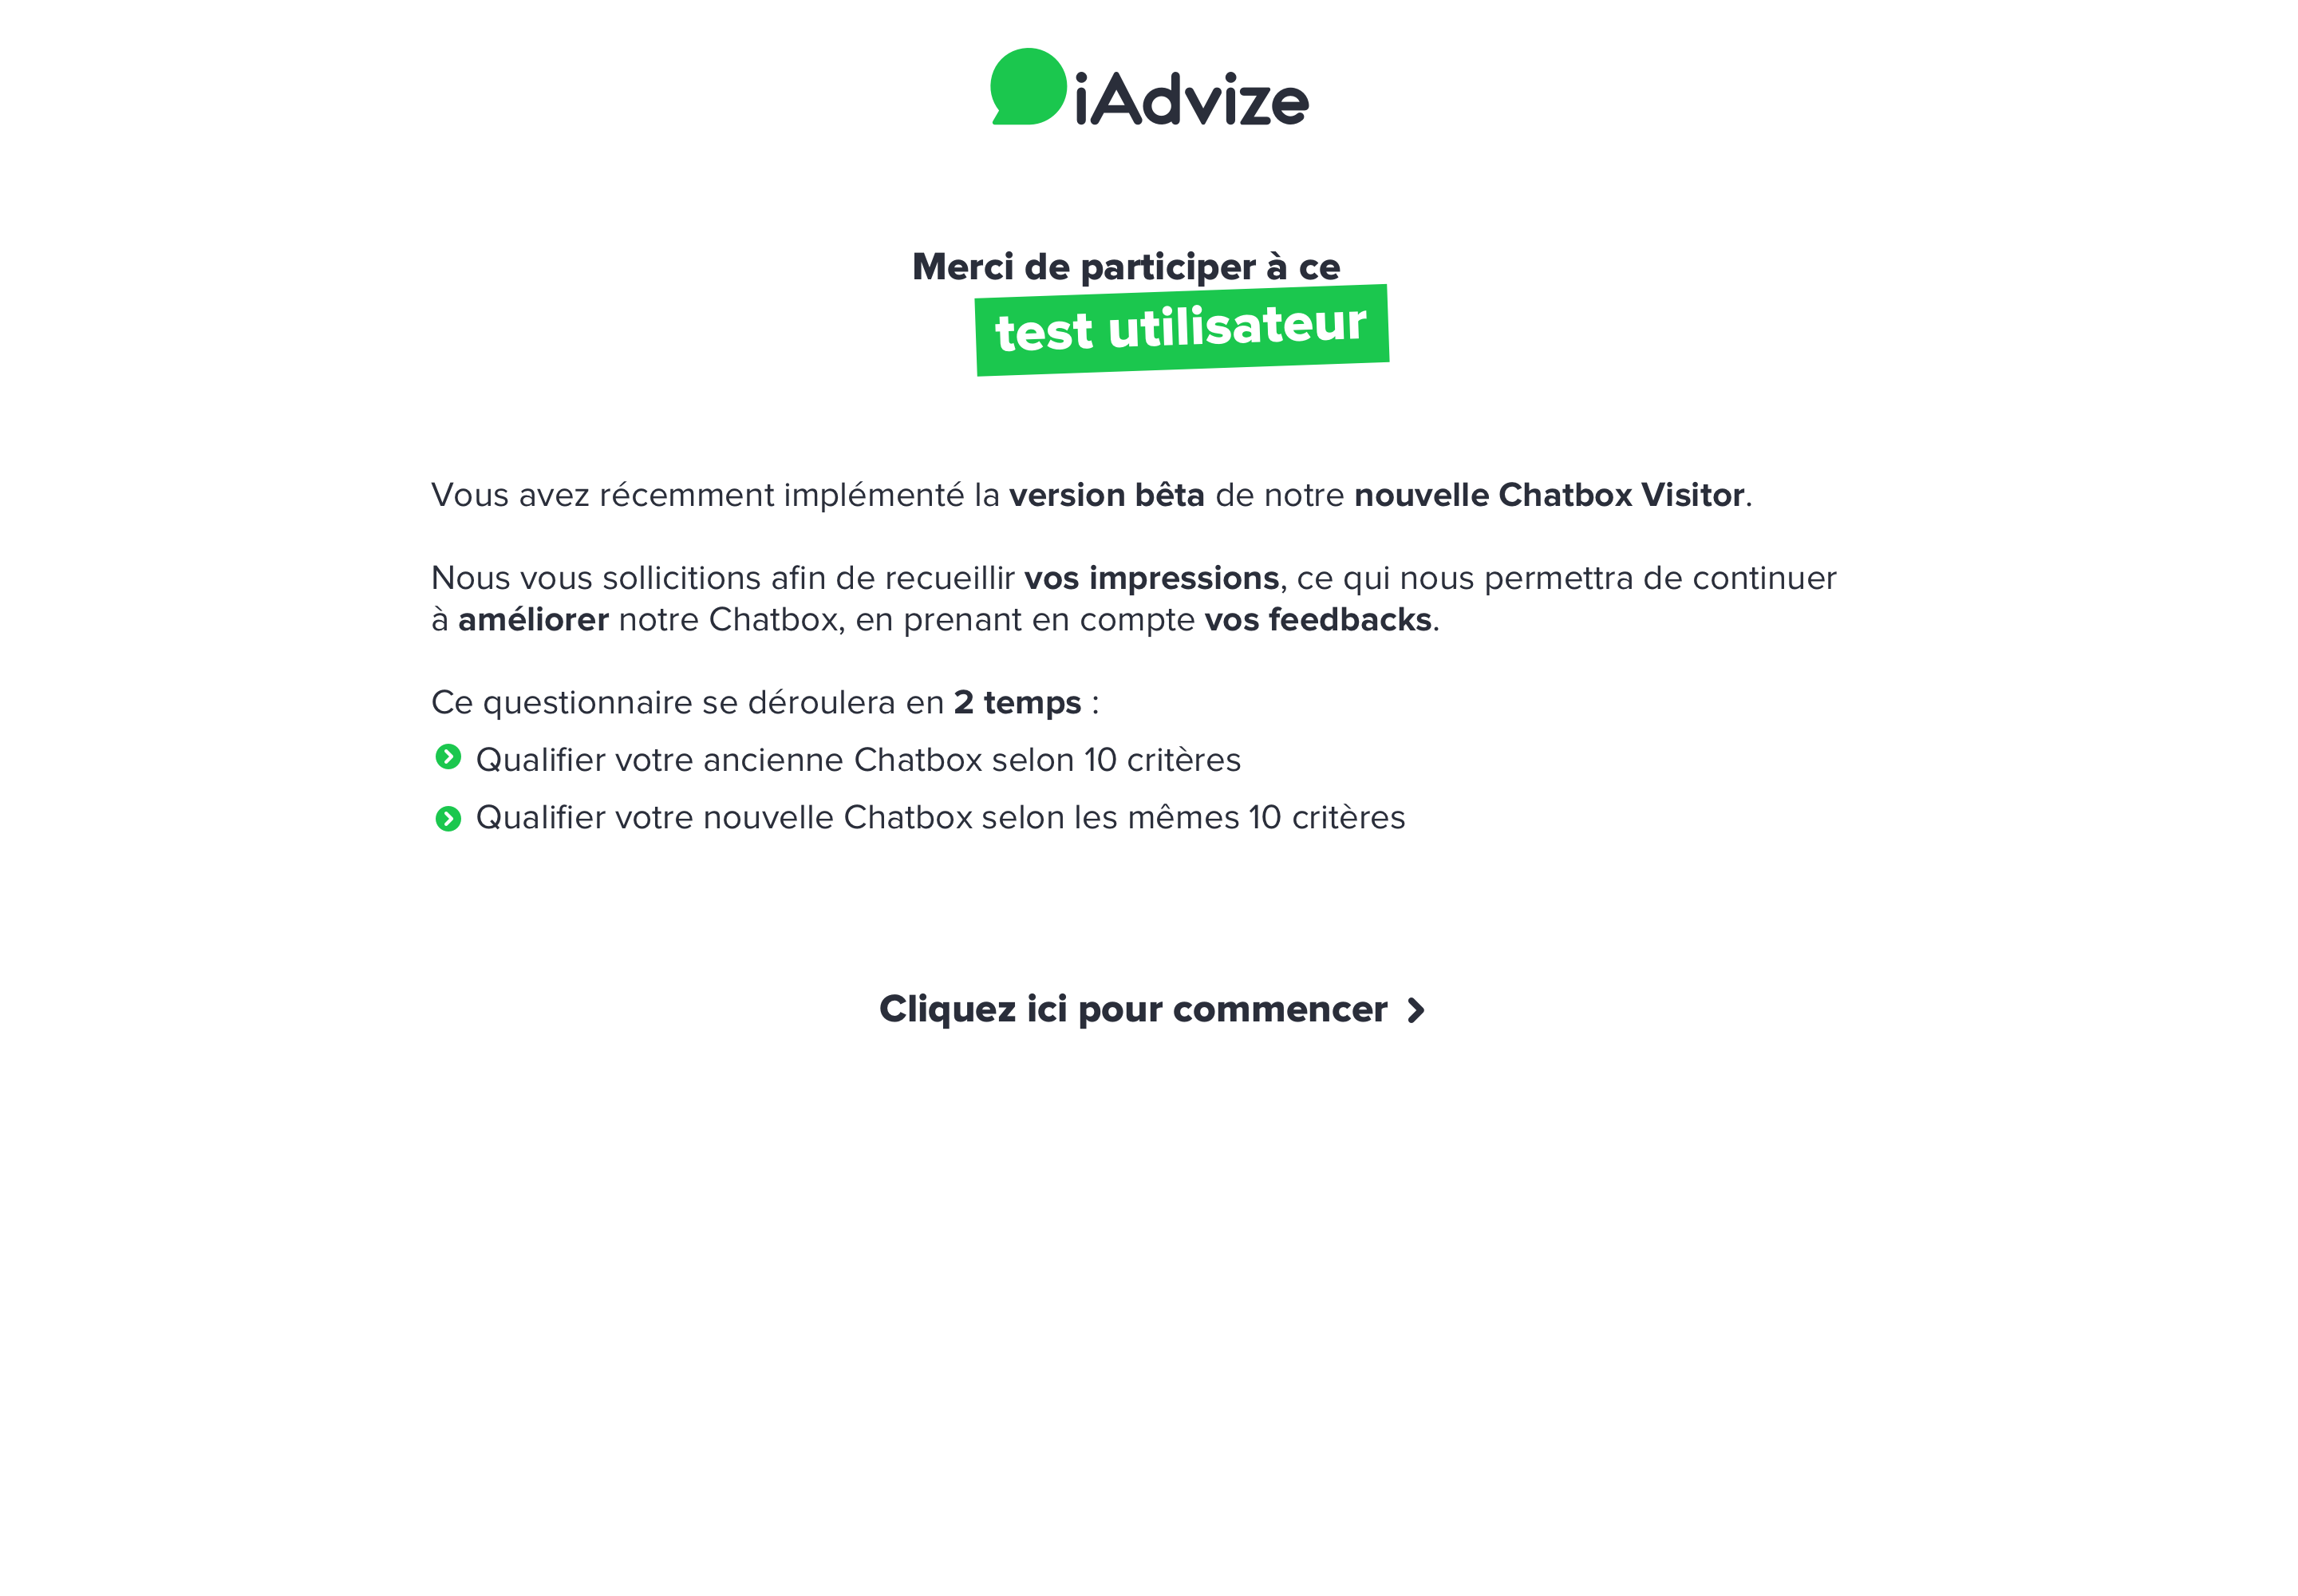 iAdvize
Merci de participer à ce
test utilisateur
Vous avez récemment implémenté la version bêta de notre nouvelle Chatbox Visitor.
Nous vous sollicitions afin de recueillir vos impressions, ce qui nous permettra de continuer
à améliorer notre Chatbox, en prenant en compte vos feedbacks.
Ce questionnaire se déroulera en 2 temps :
Qualifier votre ancienne Chatbox selon 10 critères
Qualifier votre nouvelle Chatbox selon les mêmes 10 critères
Cliquez ici pour commencer